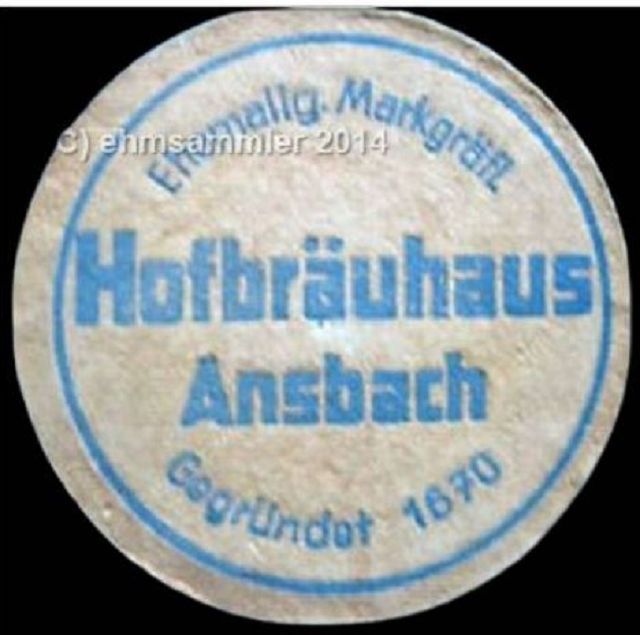 Ehemalig. Markgräfl.
(C) ehmsammler 2014
Hofbräuhaus
Ansbach
Gegründet 1670